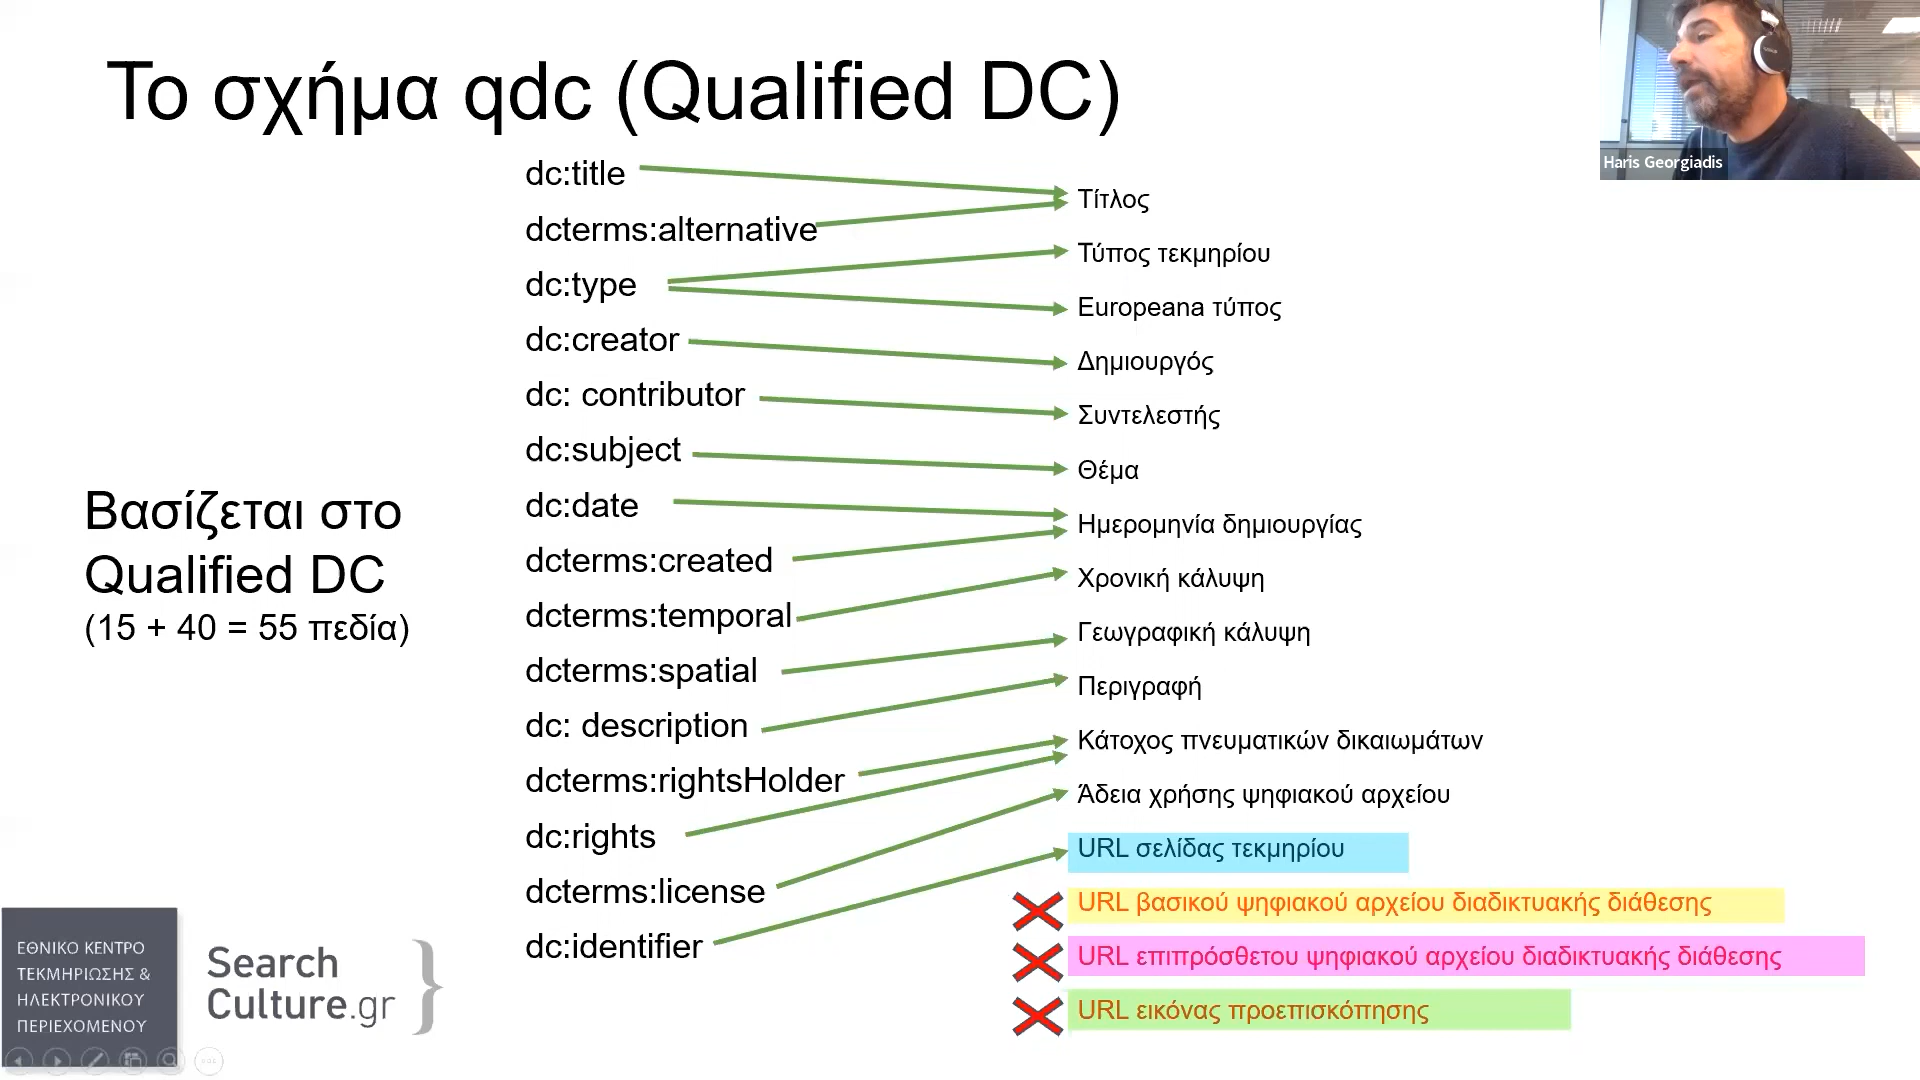 Το σχήμα qdc (Qualified DC)
Haris Georgiadis
dc:title
dcterms:alternative
dc:type
dc:creator
dc: contributor
dc:subject
dc:date
dcterms:created
dcterms:temporal
dcterms:spatial
dc: description
dcterms:rightsHolder
dc:rights
dcterms:license
dc:identifier
Τίτλος
Τύπος τεκμηρίου
Europeana τύπος
Δημιουργός
Συντελεστής
Θέμα
Ημερομηνία δημιουργίας
Χρονική κάλυψη
Γεωγραφική κάλυψη
Περιγραφή
Κάτοχος πνευματικών δικαιωμάτων
Άδεια χρήσης ψηφιακού αρχείου
URL σελίδας τεκμηρίου
URL βασικού ψηφιακού αρχείου διαδικτυακής διάθεσης
URL επιπρόσθετου ψηφιακού αρχείου διαδικτυακής διάθεσης
URL εικόνας προεπισκόπησης
Βασίζεται στο
Qualified DC
(15 + 40 = 55 πεδία)
ΕΘΝΙΚΟ ΚΕΝΤΡΟ
ΤΕΚΜΗΡΙΩΣΗΣ &
ΗΛΕΚΤΡΟΝΙΚΟΥ
ΠΕΡΙΕΧΟΜΕΝΟΥ
Search
Culture.gr